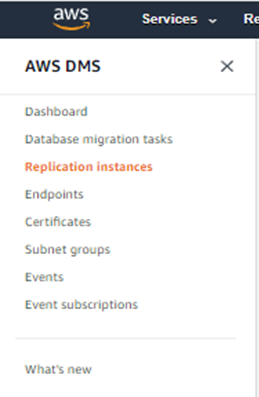 aws Services Re
AWS DMS
Dashboard
Database migration tasks
Replication instances
Endpoints
Certificates
Subnet groups
Events
Event subscriptions
What's new